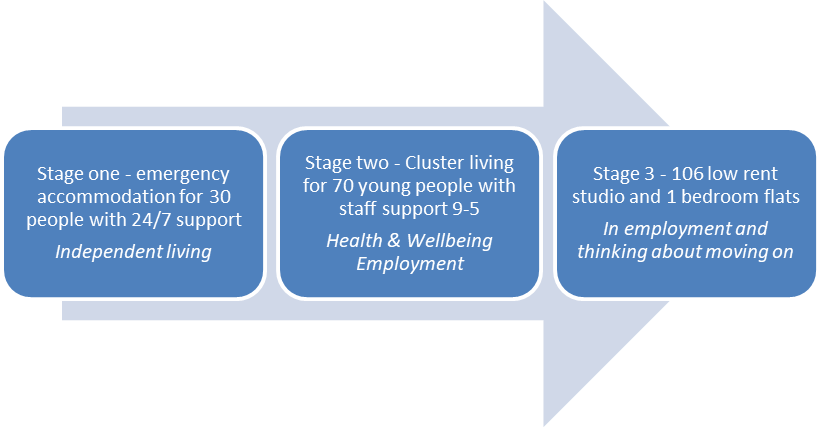 Stage one - emergency
accommodation for 30
people with 24/7 support
Independent living
Stage two - Cluster living
for 70 young people with
staff support 9-5
Health & Wellbeing
Employment
Stage 3 - 106 low rent
studio and 1 bedroom flats
In employment and
thinking about moving on